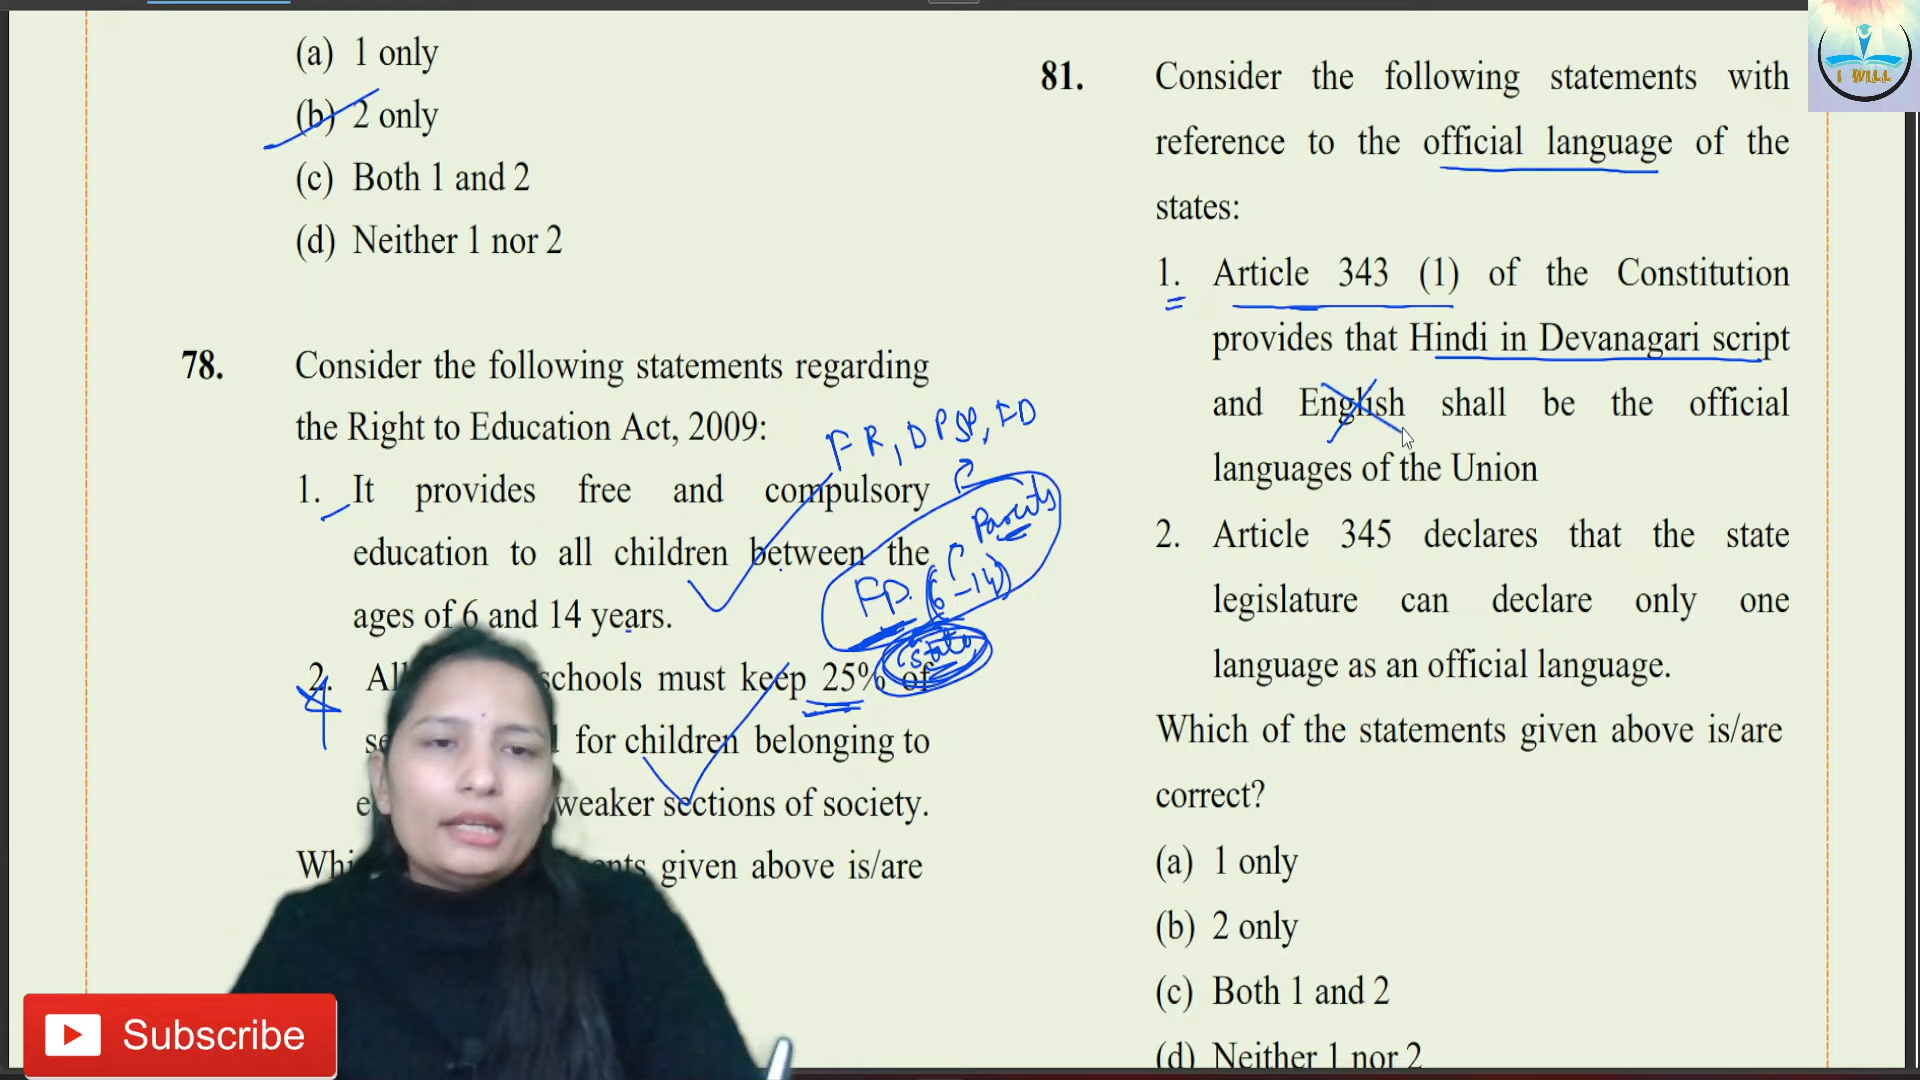 (a) 1 only
(b) 2 only
(c) Both 1 and 2
(d) Neither 1 nor 2
78. Consider the following statements regarding
the Right to Education Act, 2009:
1. It provides free and compulsory
education to all children between the
ages of 6 and 14 years.
2. All schools must keep 25% of
for children belonging to
weaker sections of society.
given above is/are
FR, DPSP, FD
Parents
FD. (6-14)
(State)
81. Consider the following statements with
reference to the official language of the
states:
1. Article 343 (1) of the Constitution
provides that Hindi in Devanagari script
and English shall be the official
languages of the Union
2. Article 345 declares that the state
legislature can declare only one
language as an official language.
Which of the statements given above is/are
correct?
(a) 1 only
(b) 2 only
(c) Both 1 and 2
(d) Neither 1 nor 2
I WILL
Subscribe